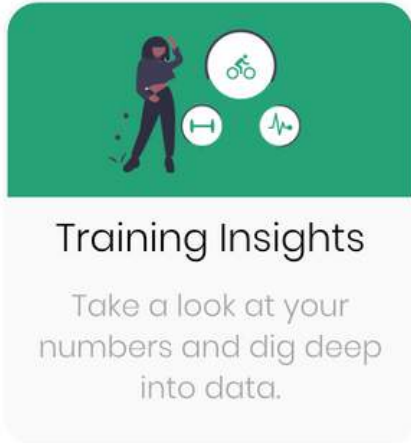 Training Insights
Take a look at your
numbers and dig deep
into data.